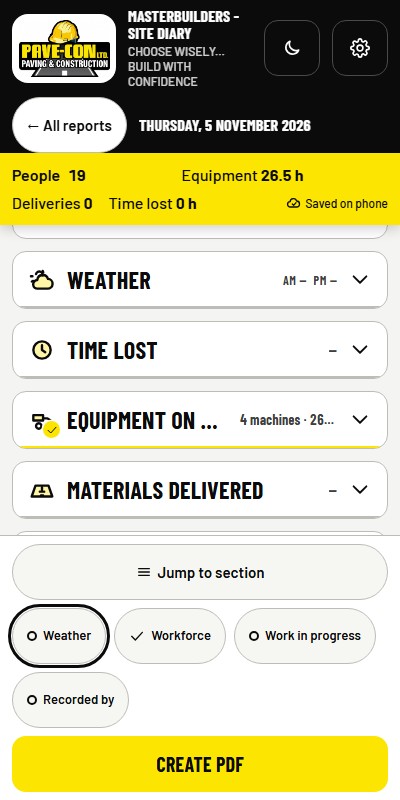 PAVE-CON LTD.
PAVING & CONSTRUCTION
MASTERBUILDERS -
SITE DIARY
CHOOSE WISELY...
BUILD WITH
CONFIDENCE
← All reports
THURSDAY, 5 NOVEMBER 2026
People 19
Equipment 26.5 h
Deliveries 0 Time lost 0 h
Saved on phone
WEATHER
AM – PM –
TIME LOST
–
EQUIPMENT ON ...
4 machines · 26...
MATERIALS DELIVERED
–
Jump to section
Weather
Workforce
Work in progress
Recorded by
CREATE PDF